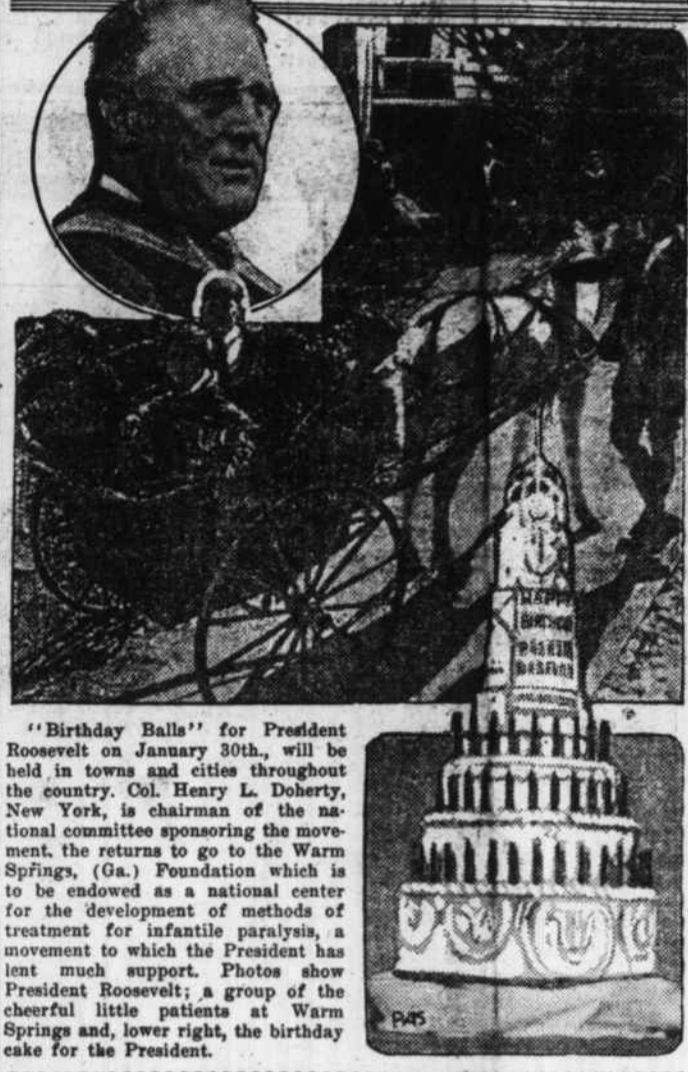 HAPPY
BIRTHDAY
"Birthday Balls" for President
Roosevelt on January 30th., will be
held in towns and cities throughout
the country. Col. Henry L. Doherty,
New York, is chairman of the na-
tional committee sponsoring the move-
ment, the returns to go to the Warm
Springs, (Ga.) Foundation which is
to be endowed as a national center
for the development of methods of
treatment for infantile paralysis, a
movement to which the President has
lent much support. Photos show
President Roosevelt; a group of the
cheerful little patients at Warm
Springs and, lower right, the birthday
cake for the President.